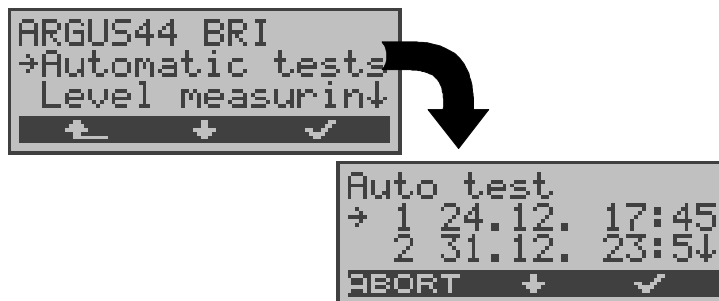 ARGUS44 BRI
→Automatic tests
Level measurin↓
Auto test
→ 1 24.12. 17:45
2 31.12. 23:5↓
ABORT